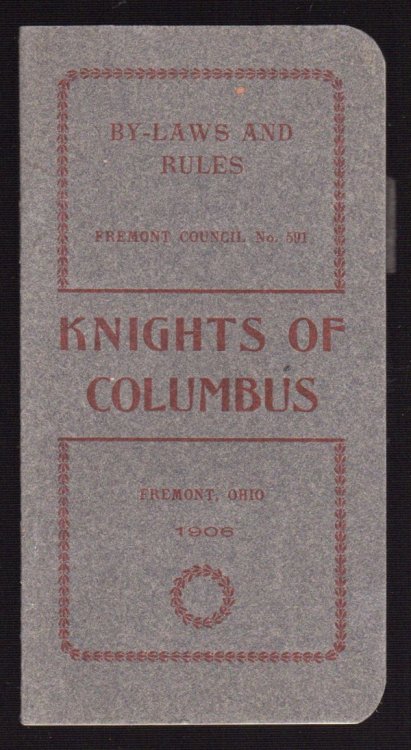 BY-LAWS AND
RULES
FREMONT COUNCIL No. 591
KNIGHTS OF
COLUMBUS
FREMONT, OHIO
1906